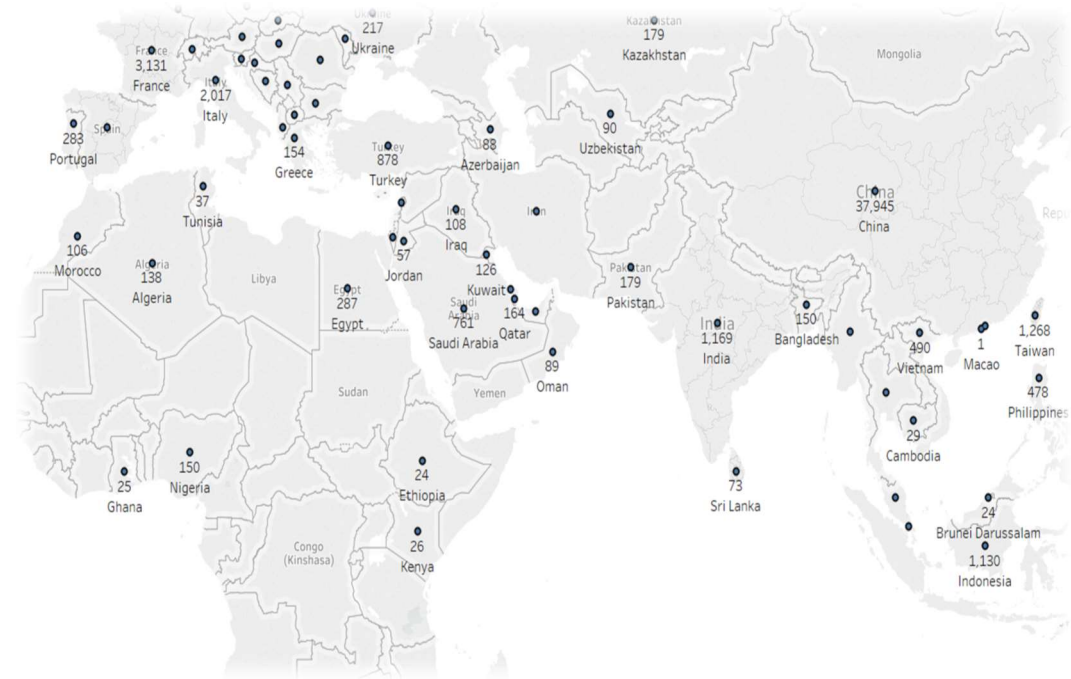 Ukraine
217
Ukraine
Kazakhstan
179
Kazakhstan
Mongolia
France
3,131
France
Italy
2,017
Italy
Spain
283
Portugal
154
Greece
Turkey
878
Turkey
88
Azerbaijan
90
Uzbekistan
China
37,945
China
37
Tunisia
106
Morocco
Algeria
138
Algeria
Libya
Egypt
287
Egypt
57
Jordan
Iraq
108
Iraq
Iran
126
Kuwait
164
Qatar
Saudi
Arabia
761
Saudi Arabia
89
Oman
Yemen
Pakistan
179
Pakistan
India
1,169
India
150
Bangladesh
490
Vietnam
1
Macao
1,268
Taiwan
478
Philippines
29
Cambodia
73
Sri Lanka
Sudan
150
Nigeria
25
Ghana
24
Ethiopia
26
Kenya
Congo
(Kinshasa)
24
Brunei Darussalam
1,130
Indonesia